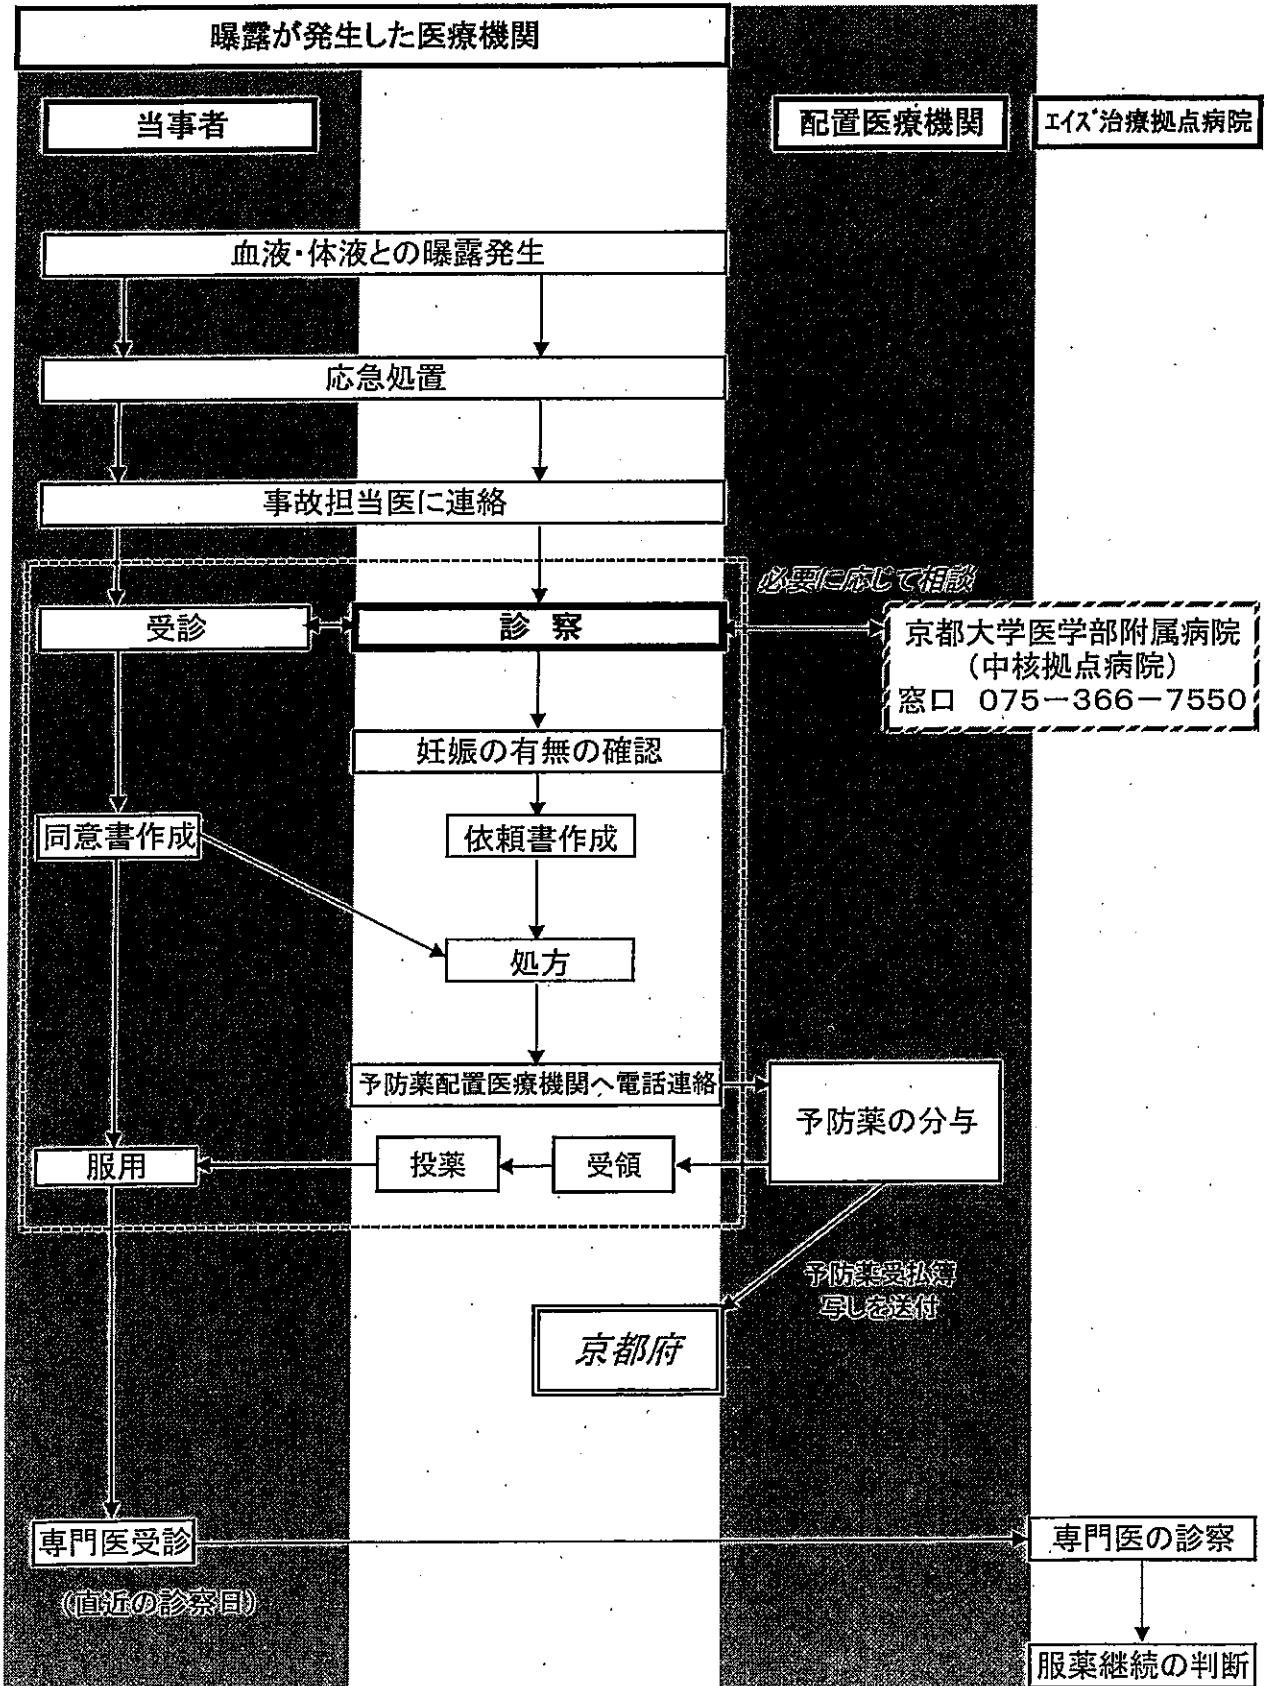 曝露が発生した医療機関
当事者
配置医療機関
エイズ治療拠点病院
血液・体液との曝露発生
応急処置
事故担当医に連絡
必要に応じて相談
受診
診察
京都大学医学部附属病院
(中核拠点病院)
窓口 075－366－7550
妊娠の有無の確認
同意書作成
依頼書作成
処方
予防薬配置医療機関へ電話連絡
予防薬の分与
服用
投薬
受領
予防薬受払簿
写しを送付
京都府
専門医受診
専門医の診察
(直近の診察日)
服薬継続の判断